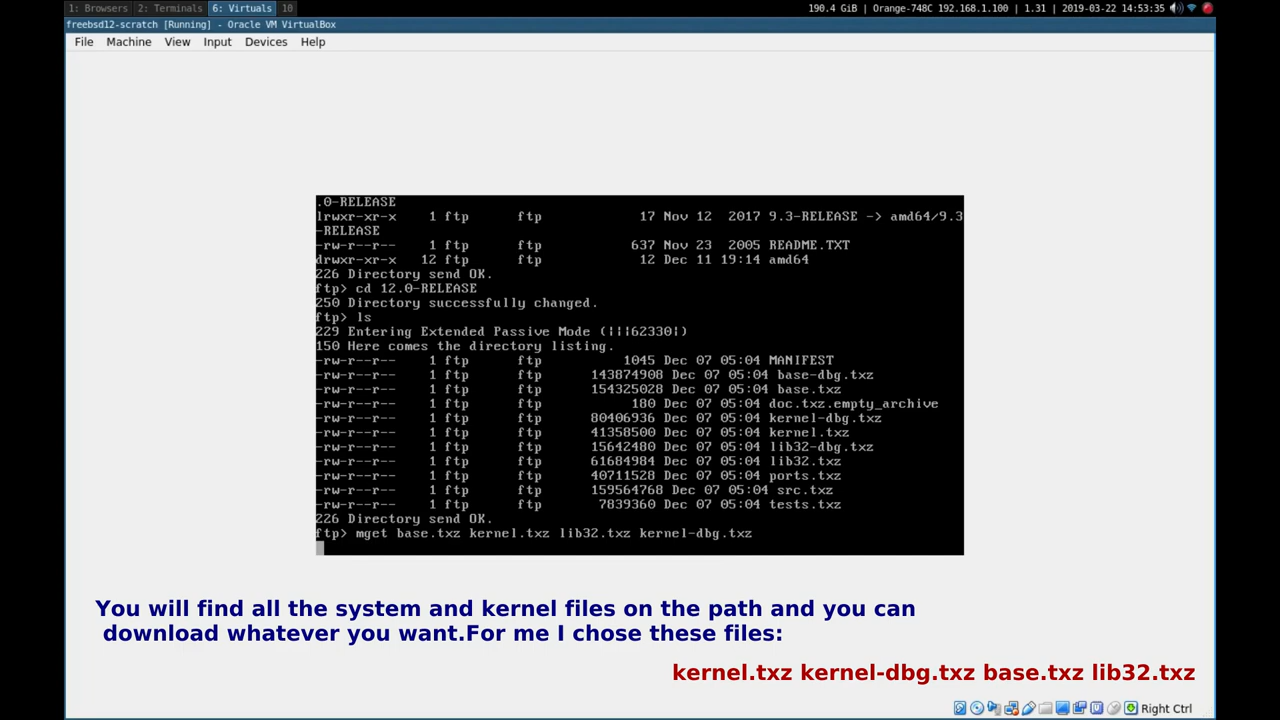 1: Browsers 2: Terminals 6: Virtuals 10 190.4 GiB | Orange-748C 192.168.1.100 | 1.31 | 2019-03-22 14:53:35
freebsd12-scratch [Running] - Oracle VM VirtualBox
File Machine View Input Devices Help
.0-RELEASE
lrwxr-xr-x 1 ftp ftp 17 Nov 12 2017 9.3-RELEASE -> amd64/9.3
-RELEASE
-rw-r--r-- 1 ftp ftp 637 Nov 23 2005 README.TXT
drwxr-xr-x 12 ftp ftp 12 Dec 11 19:14 amd64
226 Directory send OK.
ftp> cd 12.0-RELEASE
250 Directory successfully changed.
ftp> ls
229 Entering Extended Passive Mode (|||62330|)
150 Here comes the directory listing.
-rw-r--r-- 1 ftp ftp 1045 Dec 07 05:04 MANIFEST
-rw-r--r-- 1 ftp ftp 143874908 Dec 07 05:04 base-dbg.txz
-rw-r--r-- 1 ftp ftp 154325028 Dec 07 05:04 base.txz
-rw-r--r-- 1 ftp ftp 180 Dec 07 05:04 doc.txz.empty_archive
-rw-r--r-- 1 ftp ftp 80406936 Dec 07 05:04 kernel-dbg.txz
-rw-r--r-- 1 ftp ftp 41358500 Dec 07 05:04 kernel.txz
-rw-r--r-- 1 ftp ftp 15642480 Dec 07 05:04 lib32-dbg.txz
-rw-r--r-- 1 ftp ftp 61684984 Dec 07 05:04 lib32.txz
-rw-r--r-- 1 ftp ftp 40711528 Dec 07 05:04 ports.txz
-rw-r--r-- 1 ftp ftp 159564768 Dec 07 05:04 src.txz
-rw-r--r-- 1 ftp ftp 7839360 Dec 07 05:04 tests.txz
226 Directory send OK.
ftp> mget base.txz kernel.txz lib32.txz kernel-dbg.txz
You will find all the system and kernel files on the path and you can
download whatever you want.For me I chose these files:
kernel.txz kernel-dbg.txz base.txz lib32.txz
Right Ctrl